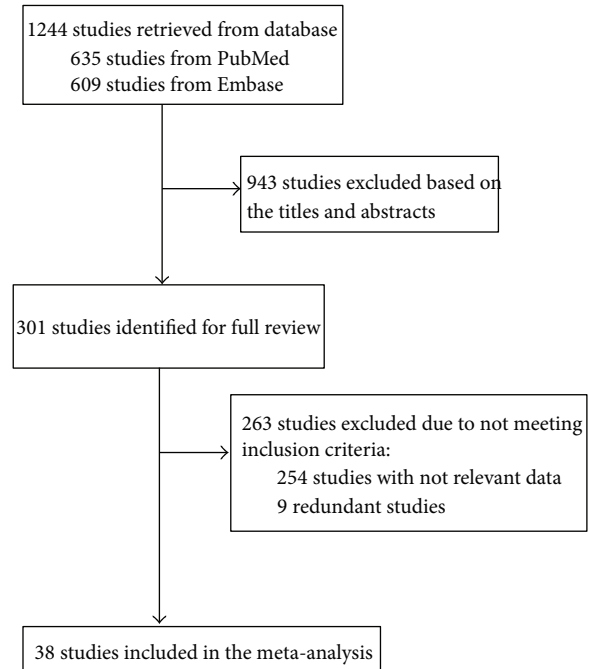 1244 studies retrieved from database
635 studies from PubMed
609 studies from Embase
943 studies excluded based on
the titles and abstracts
301 studies identified for full review
263 studies excluded due to not meeting
inclusion criteria:
254 studies with not relevant data
9 redundant studies
38 studies included in the meta-analysis